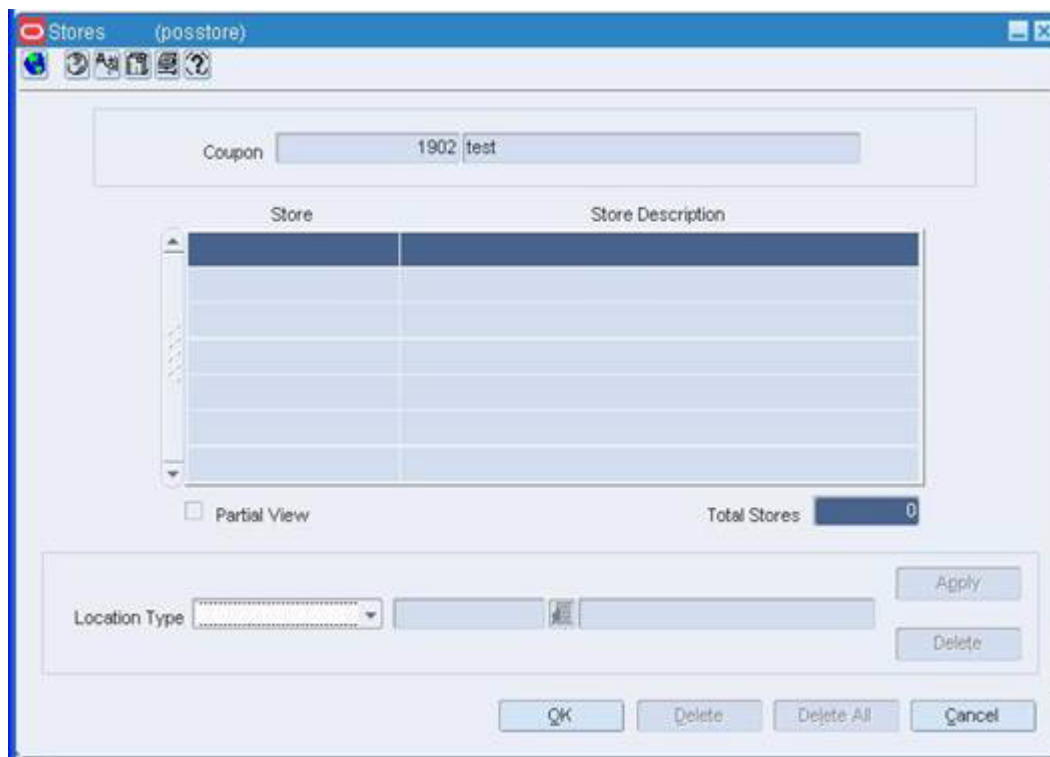 Stores (posstore)
Coupon 1902 test
Store Store Description
Partial View Total Stores 0
Apply
Location Type
Delete
OK Delete Delete All Cancel